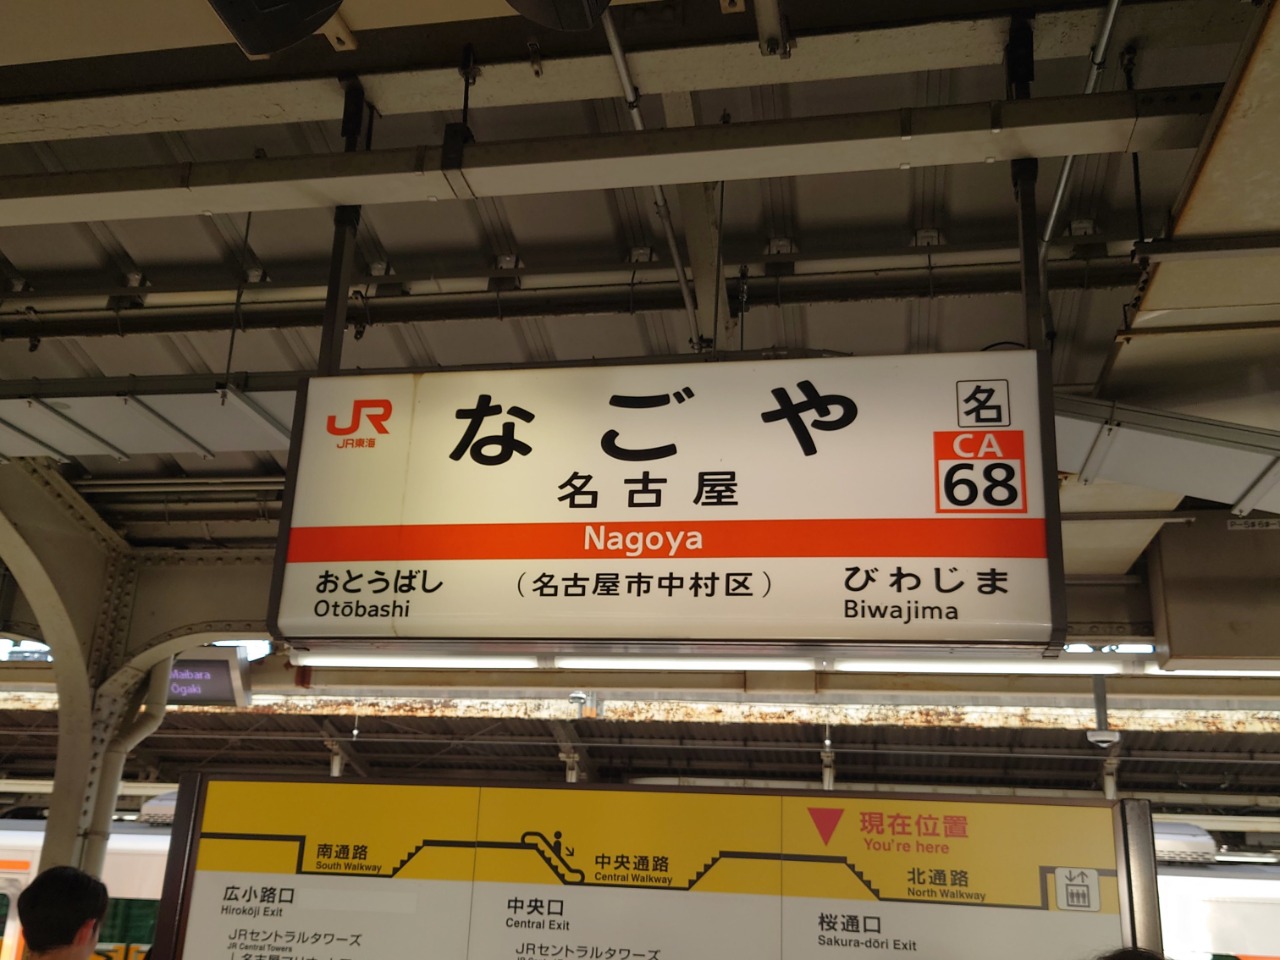 JR
JR東海
なごや
名
CA
68
名古屋
Nagoya
おとうばし
Otōbashi
(名古屋市中村区)
びわじま
Biwajima
Maibara
Ōgaki
現在位置
You're here
南通路
South Walkway
中央通路
Central Walkway
北通路
North Walkway
広小路口
Hirokōji Exit
JRセントラルタワーズ
JR Central Towers
中央口
Central Exit
JRセントラルタワーズ
桜通口
Sakura-dōri Exit